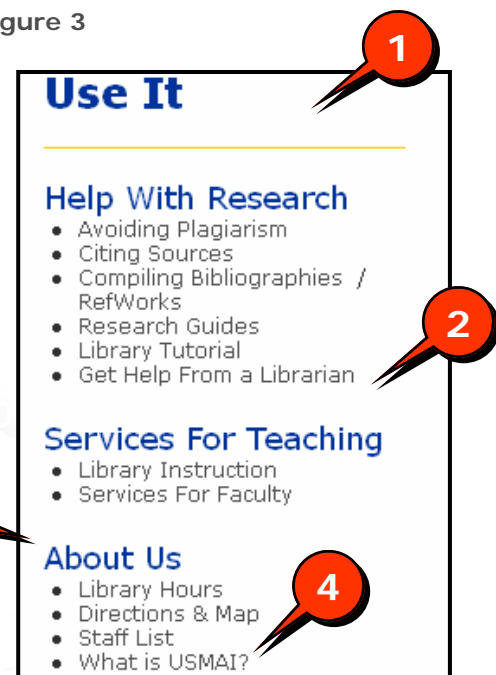 gure 3
1
Use It
Help With Research
• Avoiding Plagiarism
• Citing Sources
• Compiling Bibliographies /
RefWorks
• Research Guides
2
• Library Tutorial
• Get Help From a Librarian
Services For Teaching
• Library Instruction
• Services For Faculty
About Us
• Library Hours
4
• Directions & Map
• Staff List
• What is USMAI?